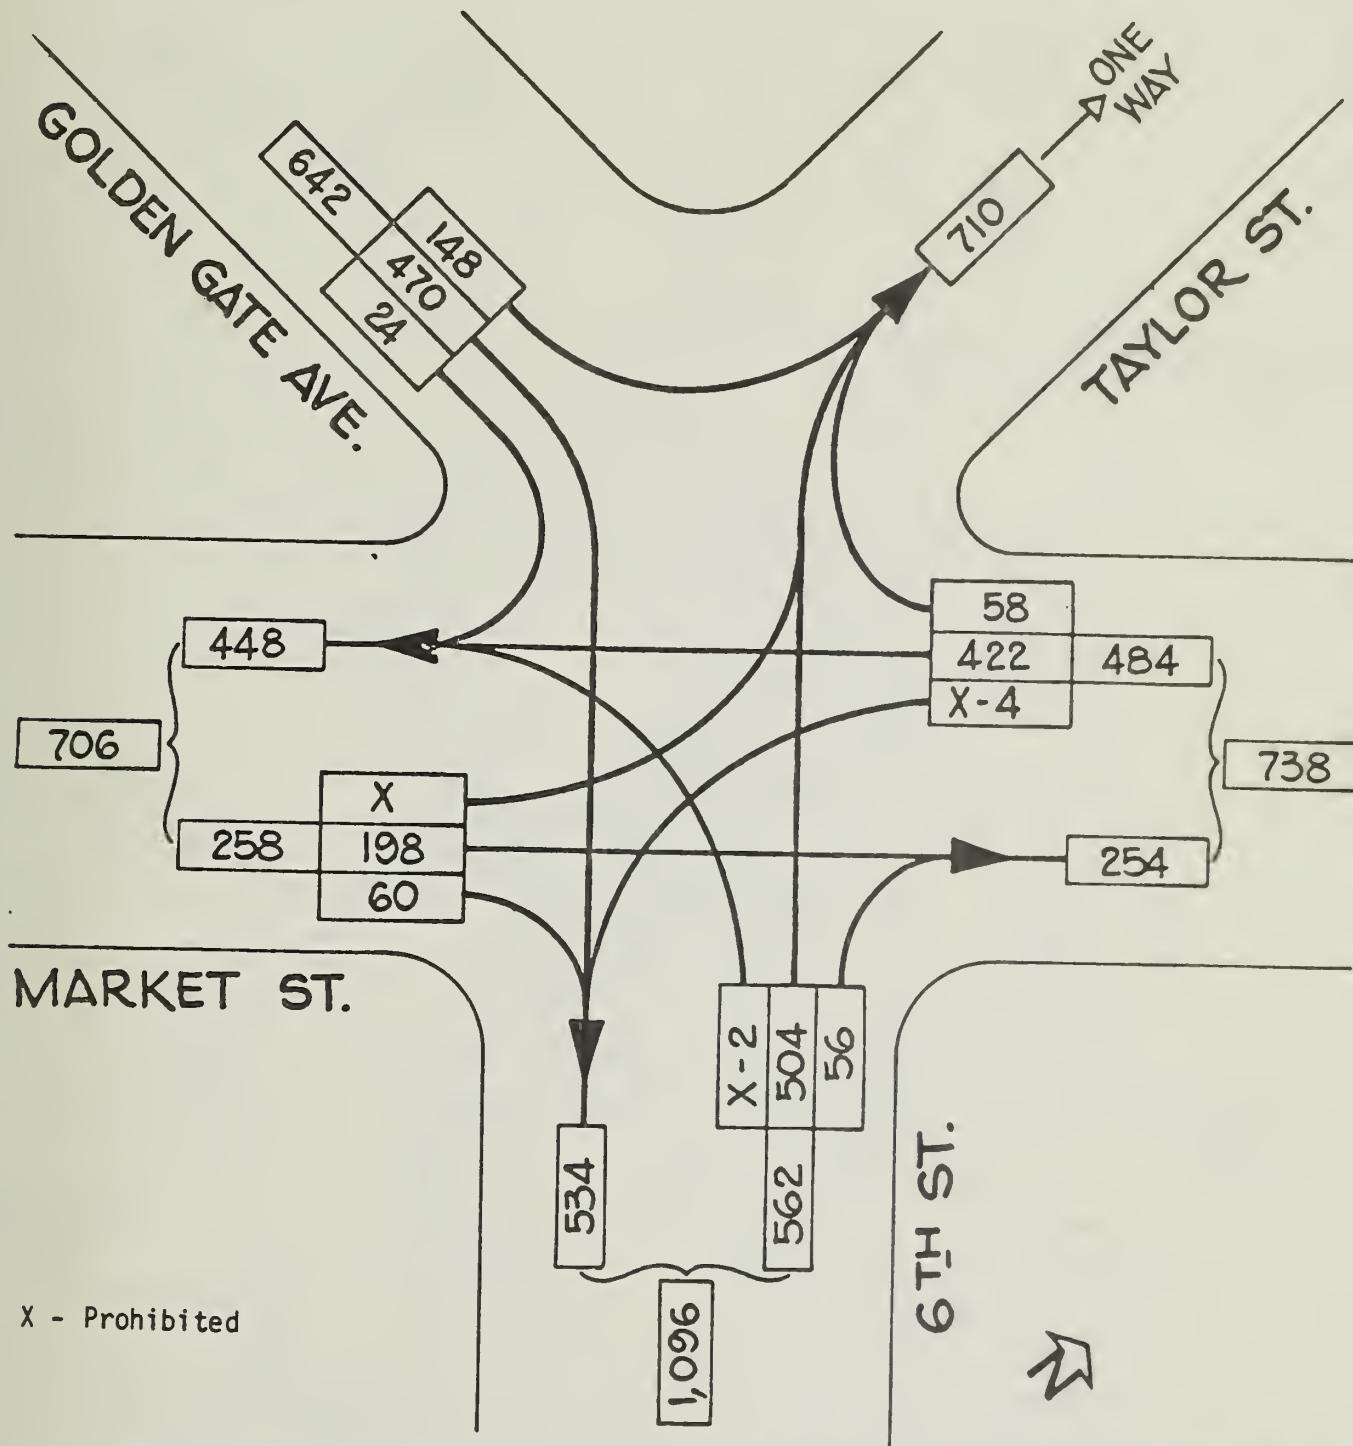 ONE
WAY
GOLDEN GATE AVE.
642
148
470
24
710
TAYLOR ST.
58
448
422
484
X-4
706
738
X
258
198
254
60
MARKET ST.
X-2
504
56
534
562
6TH ST.
1,096
X - Prohibited